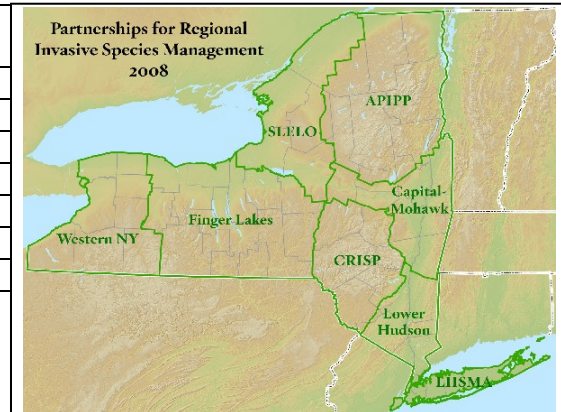 Partnerships for Regional
Invasive Species Management
2008
APIPP
SLELO
Capital-
Mohawk
Finger Lakes
Western NY
CRISP
Lower
Hudson
LIISMA